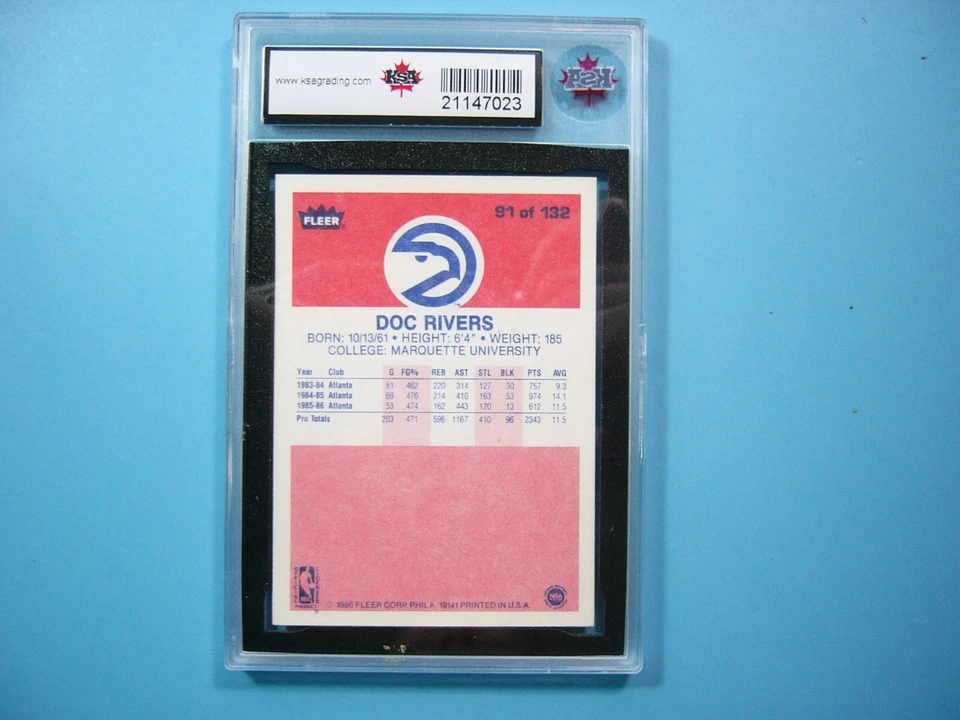 www.ksagrading.com KSA
21147023
KSA
FLEER 91 of 132
DOC RIVERS
BORN: 10/13/61 • HEIGHT: 6'4" • WEIGHT: 185
COLLEGE: MARQUETTE UNIVERSITY
Year Club G FG% REB AST STL BLK PTS AVG
1983-84 Atlanta 81 462 220 314 127 30 757 9.3
1984-85 Atlanta 69 476 214 410 163 53 974 14.1
1985-86 Atlanta 53 474 162 443 120 13 612 11.5
Pro Totals 203 471 596 1167 410 96 2343 11.5
NBA
PRODUCT
© 1986 FLEER CORP. PHILA. 19141 PRINTED IN U.S.A.